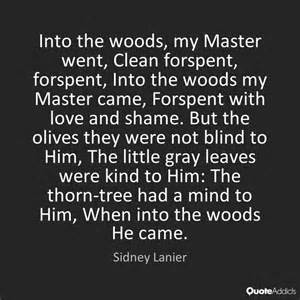 Into the woods, my Master
went, Clean forspent,
forspent, Into the woods my
Master came, Forspent with
love and shame. But the
olives they were not blind to
Him, The little gray leaves
were kind to Him: The
thorn-tree had a mind to
Him, When into the woods
He came.
Sidney Lanier
QuoteAddicts